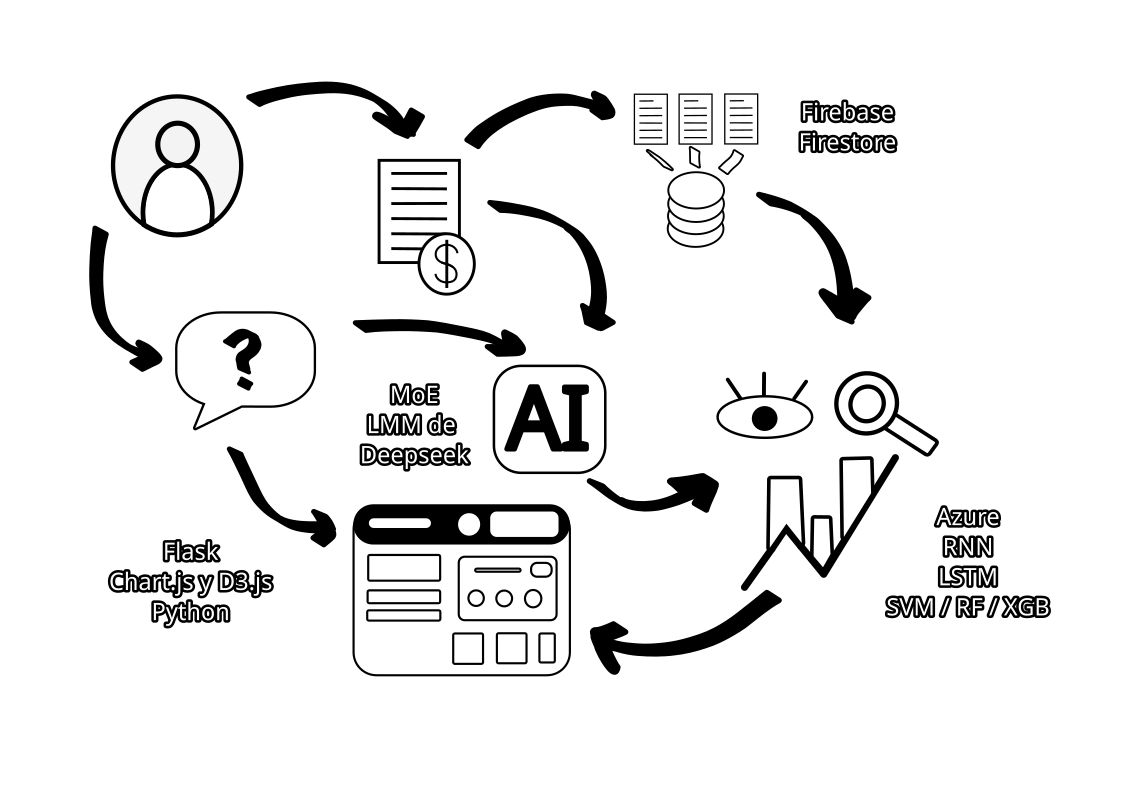 Firebase
Firestore
$
?
MoE
LMM de
Deepseek
AI
Flask
Chart.js y D3.js
Python
Azure
RNN
LSTM
SVM / RF / XGB